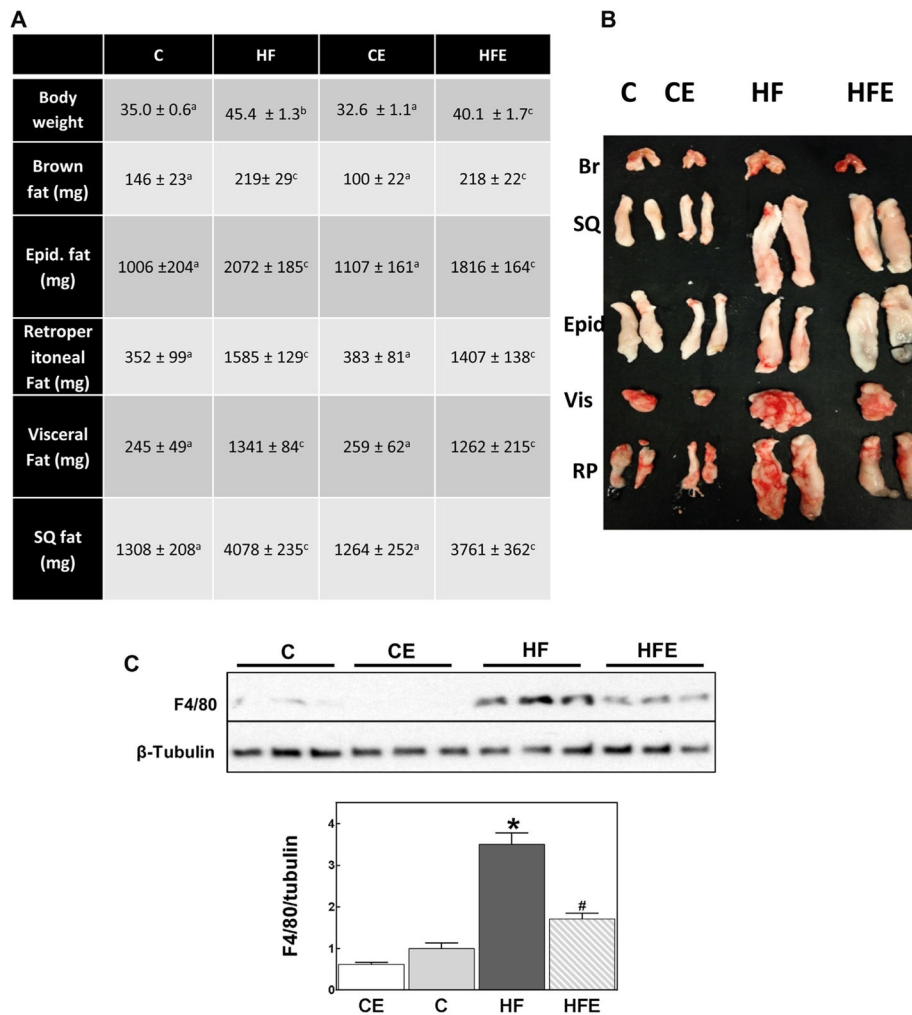 A
C HF CE HFE
Body
weight
35.0 ± 0.6ᵃ 45.4 ± 1.3ᵇ 32.6 ± 1.1ᵃ 40.1 ± 1.7ᶜ
Brown
fat (mg)
146 ± 23ᵃ 219± 29ᶜ 100 ± 22ᵃ 218 ± 22ᶜ
Epid. fat
(mg)
1006 ±204ᵃ 2072 ± 185ᶜ 1107 ± 161ᵃ 1816 ± 164ᶜ
Retroper
itoneal
Fat (mg)
352 ± 99ᵃ 1585 ± 129ᶜ 383 ± 81ᵃ 1407 ± 138ᶜ
Visceral
Fat (mg)
245 ± 49ᵃ 1341 ± 84ᶜ 259 ± 62ᵃ 1262 ± 215ᶜ
SQ fat
(mg)
1308 ± 208ᵃ 4078 ± 235ᶜ 1264 ± 252ᵃ 3761 ± 362ᶜ
B
C CE HF HFE
Br
SQ
Epid
Vis
RP
C
C CE HF HFE
F4/80
β-Tubulin
F4/80/tubulin
4
3
2
1
0
*
#
CE C HF HFE